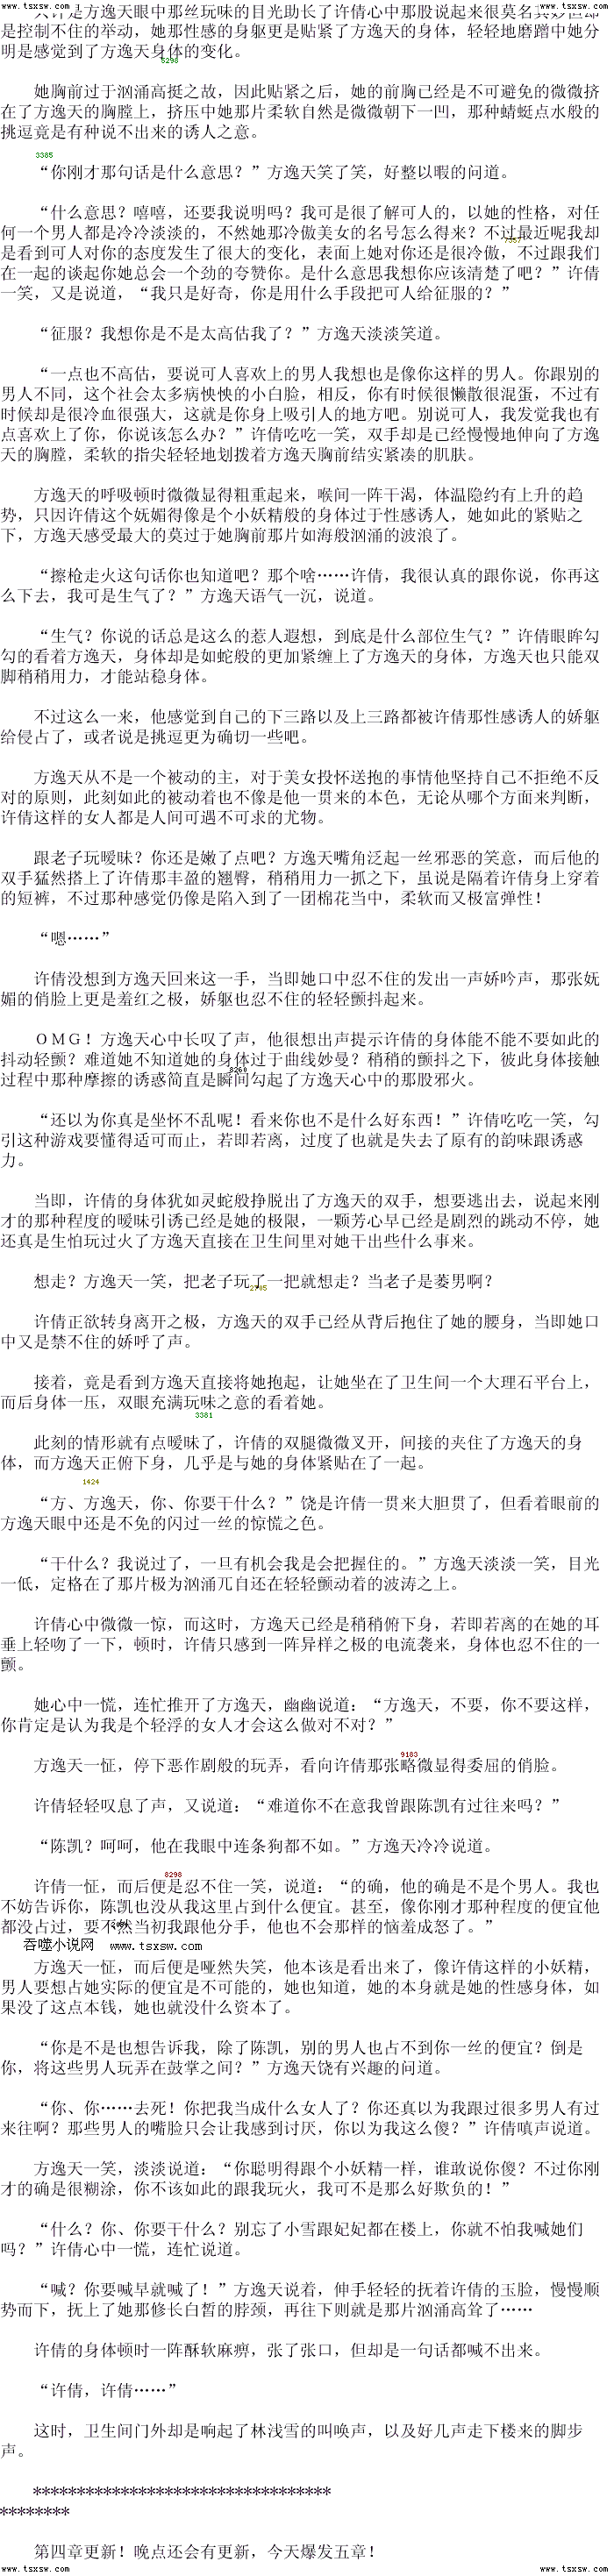 www.tsxsw.com www.tsxsw.com
是控制不住的举动，她那性感的身躯更是贴紧了方逸天的身体，轻轻地磨蹭中她分
明是感觉到了方逸天身体的变化。
8298
她胸前过于汹涌高挺之故，因此贴紧之后，她的前胸已经是不可避免的微微挤
在了方逸天的胸膛上，挤压中她那片柔软自然是微微朝下一凹，那种蜻蜓点水般的
挑逗竟是有种说不出来的诱人之意。
3385
“你刚才那句话是什么意思？”方逸天笑了笑，好整以暇的问道。
“什么意思？嘻嘻，还要我说明吗？我可是很了解可人的，以她的性格，对任
何一个男人都是冷冷淡淡的，不然她那冷傲美女的名号怎么得来？不过最近呢我却
7557
是看到可人对你的态度发生了很大的变化，表面上她对你还是很冷傲，不过跟我们
在一起的谈起你她总会一个劲的夸赞你。是什么意思我想你应该清楚了吧？”许倩
一笑，又是说道，“我只是好奇，你是用什么手段把可人给征服的？”
“征服？我想你是不是太高估我了？”方逸天淡淡笑道。
“一点也不高估，要说可人喜欢上的男人我想也是像你这样的男人。你跟别的
男人不同，这个社会太多病怏怏的小白脸，相反，你有时候很懒散很混蛋，不过有
时候却是很冷血很强大，这就是你身上吸引人的地方吧。别说可人，我发觉我也有
点喜欢上了你，你说该怎么办？”许倩吃吃一笑，双手却是已经慢慢地伸向了方逸
天的胸膛，柔软的指尖轻轻地划拨着方逸天胸前结实紧凑的肌肤。
方逸天的呼吸顿时微微显得粗重起来，喉间一阵干渴，体温隐约有上升的趋
势，只因许倩这个妩媚得像是个小妖精般的身体过于性感诱人，她如此的紧贴之
下，方逸天感受最大的莫过于她胸前那片如海般汹涌的波浪了。
“擦枪走火这句话你也知道吧？那个啥……许倩，我很认真的跟你说，你再这
么下去，我可是生气了？”方逸天语气一沉，说道。
“生气？你说的话总是这么的惹人遐想，到底是什么部位生气？”许倩眼眸勾
勾的看着方逸天，身体却是如蛇般的更加紧缠上了方逸天的身体，方逸天也只能双
脚稍稍用力，才能站稳身体。
不过这么一来，他感觉到自己的下三路以及上三路都被许倩那性感诱人的娇躯
给侵占了，或者说是挑逗更为确切一些吧。
方逸天从不是一个被动的主，对于美女投怀送抱的事情他坚持自己不拒绝不反
对的原则，此刻如此的被动着也不像是他一贯来的本色，无论从哪个方面来判断，
许倩这样的女人都是人间可遇不可求的尤物。
跟老子玩暧昧？你还是嫩了点吧？方逸天嘴角泛起一丝邪恶的笑意，而后他的
双手猛然搭上了许倩那丰盈的翘臀，稍稍用力一抓之下，虽说是隔着许倩身上穿着
的短裤，不过那种感觉仍像是陷入到了一团棉花当中，柔软而又极富弹性！
“嗯……”
许倩没想到方逸天回来这一手，当即她口中忍不住的发出一声娇吟声，那张妩
媚的俏脸上更是羞红之极，娇躯也忍不住的轻轻颤抖起来。
ＯＭＧ！方逸天心中长叹了声，他很想出声提示许倩的身体能不能不要如此的
抖动轻颤？难道她不知道她的身体过于曲线妙曼？稍稍的颤抖之下，彼此身体接触
8260
过程中那种摩擦的诱惑简直是瞬间勾起了方逸天心中的那股邪火。
“还以为你真是坐怀不乱呢！看来你也不是什么好东西！”许倩吃吃一笑，勾
引这种游戏要懂得适可而止，若即若离，过度了也就是失去了原有的韵味跟诱惑
力。
当即，许倩的身体犹如灵蛇般挣脱出了方逸天的双手，想要逃出去，说起来刚
才的那种程度的暧昧引诱已经是她的极限，一颗芳心早已经是剧烈的跳动不停，她
还真是生怕玩过火了方逸天直接在卫生间里对她干出些什么事来。
想走？方逸天一笑，把老子玩了一把就想走？当老子是萎男啊？
许倩正欲转身离开之极，方逸天的双手已经从背后抱住了她的腰身，当即她口
中又是禁不住的娇呼了声。
接着，竟是看到方逸天直接将她抱起，让她坐在了卫生间一个大理石平台上，
而后身体一压，双眼充满玩味之意的看着她。
3381
此刻的情形就有点暧昧了，许倩的双腿微微叉开，间接的夹住了方逸天的身
体，而方逸天正俯下身，几乎是与她的身体紧贴在了一起。
1424
“方、方逸天，你、你要干什么？”饶是许倩一贯来大胆贯了，但看着眼前的
方逸天眼中还是不免的闪过一丝的惊慌之色。
“干什么？我说过了，一旦有机会我是会把握住的。”方逸天淡淡一笑，目光
一低，定格在了那片极为汹涌兀自还在轻轻颤动着的波涛之上。
许倩心中微微一惊，而这时，方逸天已经是稍稍俯下身，若即若离的在她的耳
垂上轻吻了一下，顿时，许倩只感到一阵异样之极的电流袭来，身体也忍不住的一
颤。
她心中一慌，连忙推开了方逸天，幽幽说道：“方逸天，不要，你不要这样，
你肯定是认为我是个轻浮的女人才会这么做对不对？”
9183
方逸天一怔，停下恶作剧般的玩弄，看向许倩那张略微显得委屈的俏脸。
许倩轻轻叹息了声，又说道：“难道你不在意我曾跟陈凯有过往来吗？”
“陈凯？呵呵，他在我眼中连条狗都不如。”方逸天冷冷说道。
8298
许倩一怔，而后便是忍不住一笑，说道：“的确，他的确是不是个男人。我也
不妨告诉你，陈凯也没从我这里占到什么便宜。甚至，像你刚才那种程度的便宜他
都没占过，要不然当初我跟他分手，他也不会那样的恼羞成怒了。”
吞噬小说网 www.tsxsw.com
方逸天一怔，而后便是哑然失笑，他本该是看出来了，像许倩这样的小妖精，
男人要想占她实际的便宜是不可能的，她也知道，她的本身就是她的性感身体，如
果没了这点本钱，她也就没什么资本了。
“你是不是也想告诉我，除了陈凯，别的男人也占不到你一丝的便宜？倒是
你，将这些男人玩弄在鼓掌之间？”方逸天饶有兴趣的问道。
“你、你……去死！你把我当成什么女人了？你还真以为我跟过很多男人有过
来往啊？那些男人的嘴脸只会让我感到讨厌，你以为我这么傻？”许倩嗔声说道。
方逸天一笑，淡淡说道：“你聪明得跟个小妖精一样，谁敢说你傻？不过你刚
才的确是很糊涂，你不该如此的跟我玩火，我可不是那么好欺负的！”
“什么？你、你要干什么？别忘了小雪跟妃妃都在楼上，你就不怕我喊她们
吗？”许倩心中一慌，连忙说道。
“喊？你要喊早就喊了！”方逸天说着，伸手轻轻的抚着许倩的玉脸，慢慢顺
势而下，抚上了她那修长白皙的脖颈，再往下则就是那片汹涌高耸了……
许倩的身体顿时一阵酥软麻痹，张了张口，但却是一句话都喊不出来。
“许倩，许倩……”
这时，卫生间门外却是响起了林浅雪的叫唤声，以及好几声走下楼来的脚步
声。
**********************************
********
第四章更新！晚点还会有更新，今天爆发五章！
www.tsxsw.com www.tsxsw.com